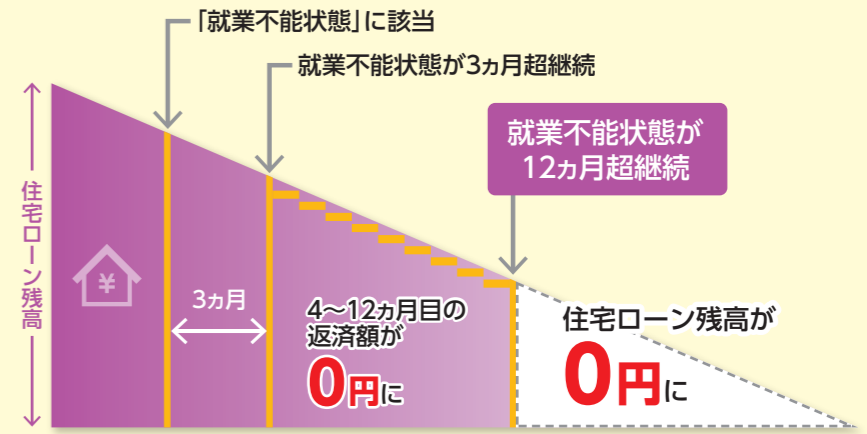 「就業不能状態」に該当
就業不能状態が3ヵ月超継続
就業不能状態が
12ヵ月超継続
住宅ローン残高
¥
3ヵ月
4〜12ヵ月目の
返済額が
0円に
住宅ローン残高が
0円に